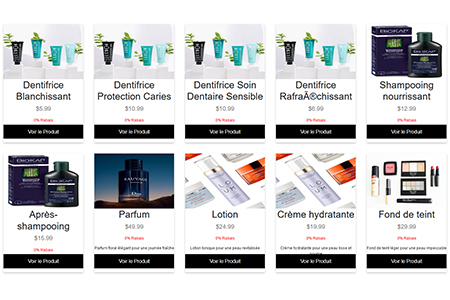 Dentifrice
Blanchissant
$5.99
0% Rabais
Voir le Produit
Dentifrice
Protection Caries
$10.99
0% Rabais
Voir le Produit
Dentifrice Soin
Dentaire Sensible
$10.99
0% Rabais
Voir le Produit
Dentifrice
RafraÃ©chissant
$6.99
0% Rabais
Voir le Produit
BIOKAP
Shampooing
nourrissant
$12.99
0% Rabais
Voir le Produit
BIOKAP
Après-
shampooing
$15.99
0% Rabais
Voir le Produit
SAUVAGE
Dior
Parfum
$49.99
0% Rabais
Parfum floral élégant pour une journée fraîche
Voir le Produit
Lotion
$24.99
0% Rabais
Lotion tonique pour une peau revitalisée
Voir le Produit
Crème hydratante
$19.99
0% Rabais
Crème hydratante pour une peau lisse et
Voir le Produit
Fond de teint
$29.99
0% Rabais
Fond de teint léger pour une peau impeccable
Voir le Produit